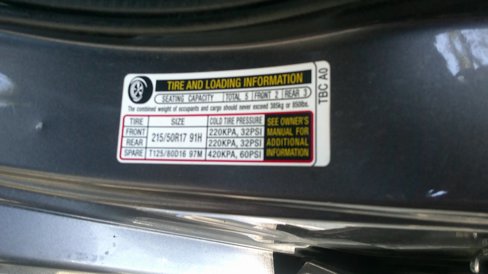 TIRE AND LOADING INFORMATION
SEATING CAPACITY TOTAL 5 FRONT 2 REAR 3
The combined weight of occupants and cargo should never exceed 385kg or 850lbs.
TIRE SIZE COLD TIRE PRESSURE SEE OWNER'S MANUAL FOR ADDITIONAL INFORMATION
FRONT 215/50R17 91H 220KPA, 32PSI
REAR 220KPA, 32PSI
SPARE T125/80D16 97M 420KPA, 60PSI
TBC A0